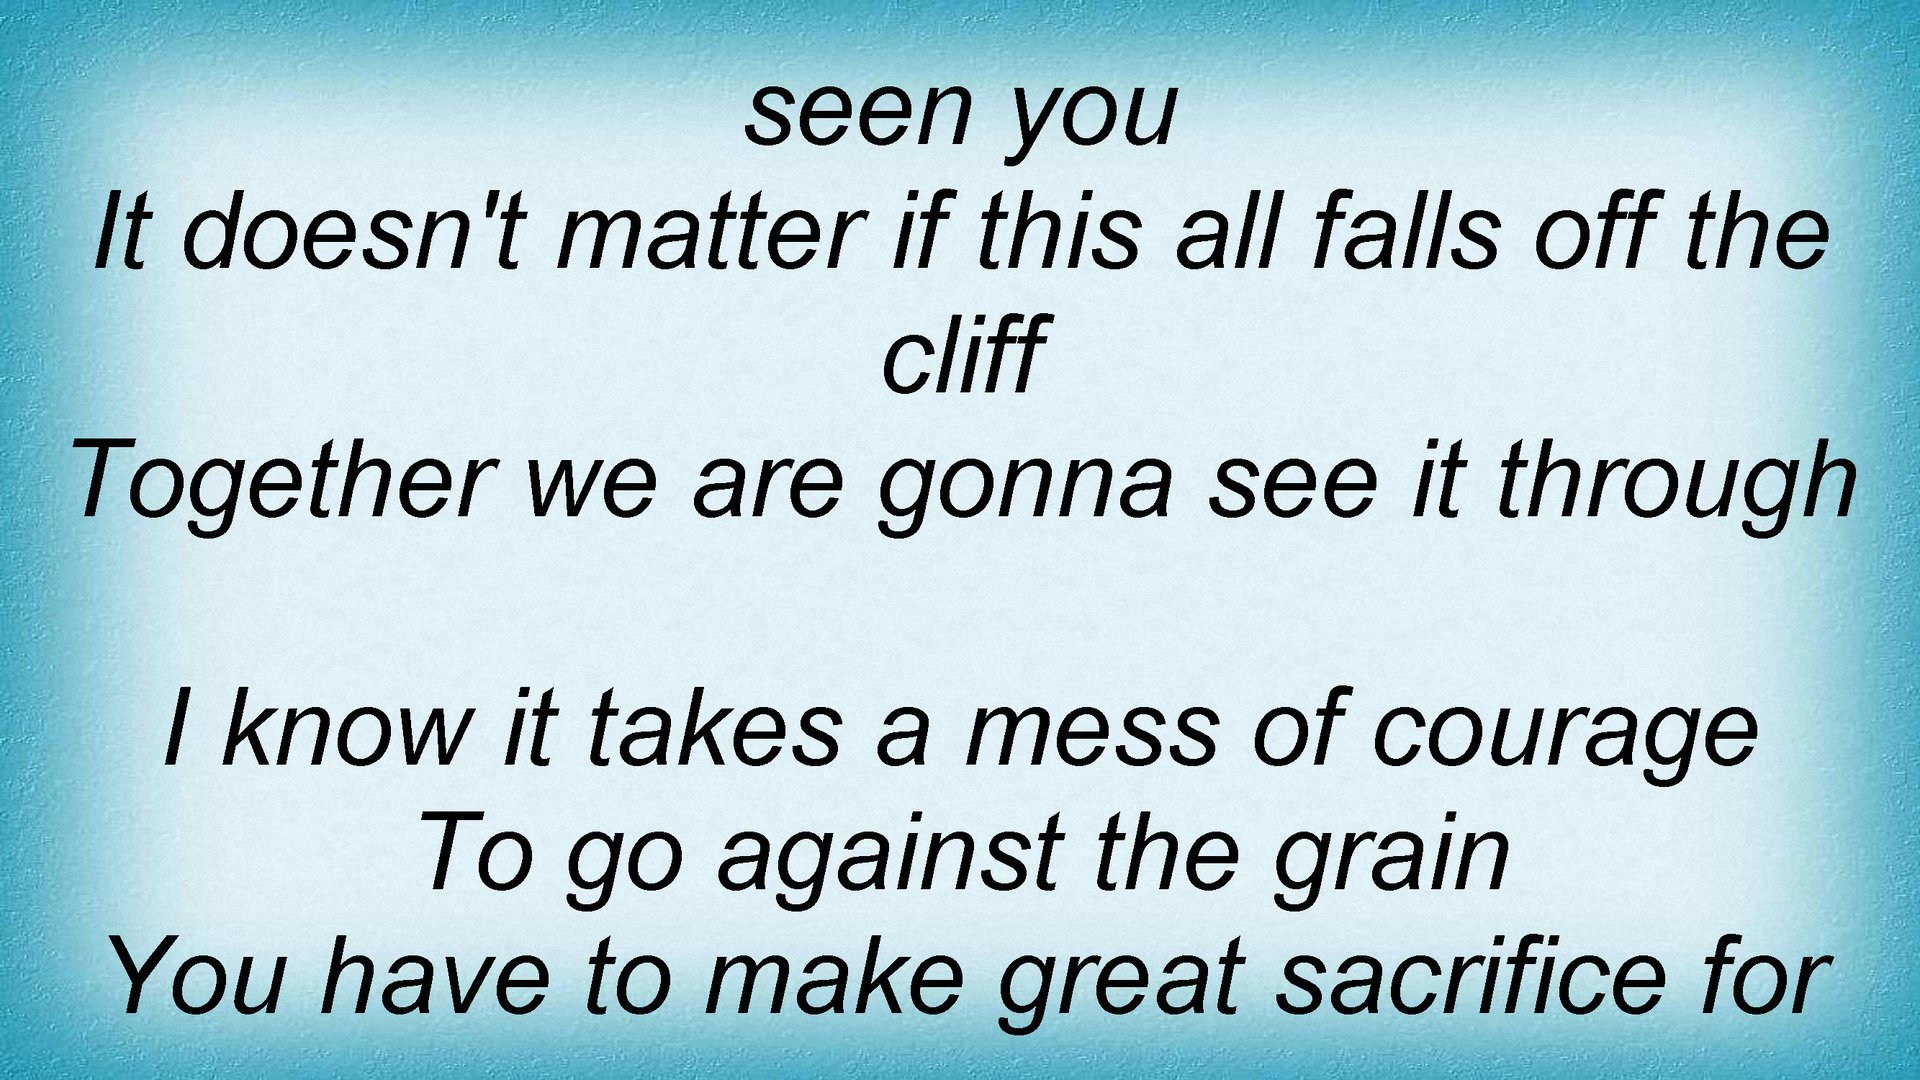 seen you
It doesn't matter if this all falls off the
cliff
Together we are gonna see it through
I know it takes a mess of courage
To go against the grain
You have to make great sacrifice for